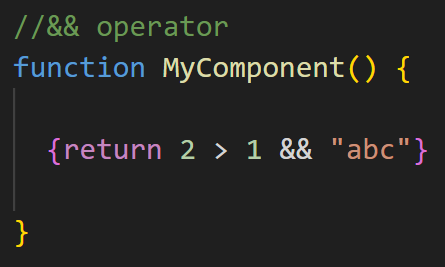 //&& operator
function MyComponent() {
{return 2 > 1 && "abc"}
}